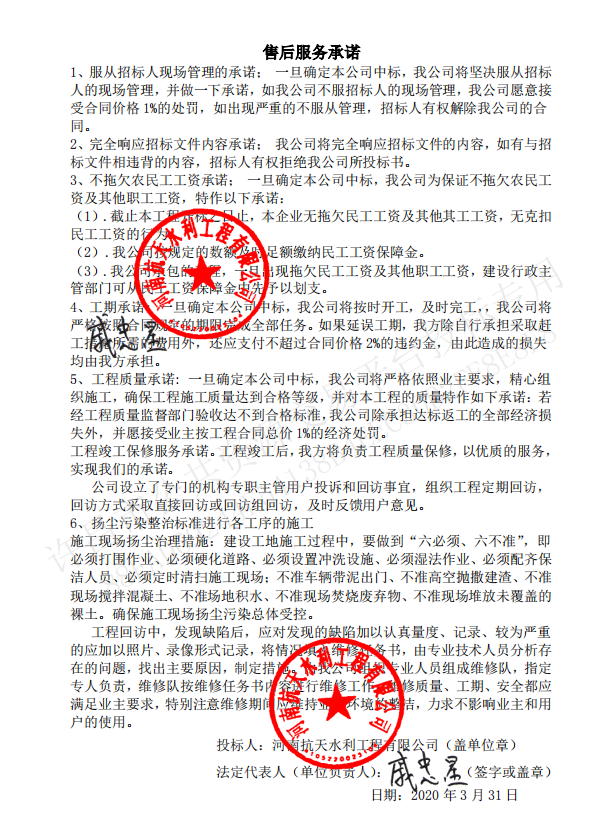 售后服务承诺
1、服从招标人现场管理的承诺； 一旦确定本公司中标，我公司将坚决服从招标
人的现场管理，并做一下承诺，如我公司不服招标人的现场管理，我公司愿意接
受合同价格 1%的处罚，如出现严重的不服从管理，招标人有权解除我公司的合
同。
2、完全响应招标文件内容承诺； 我公司将完全响应招标文件的内容，如有与招
标文件相违背的内容，招标人有权拒绝我公司所投标书。
3、不拖欠农民工工资承诺； 一旦确定本公司中标，我公司为保证不拖欠农民工工
资及其他职工工资，特作以下承诺：
（1）.截止本工程开标之日止，本企业无拖欠民工工资及其他其工工资，无克扣
民工工资的行为
（2）.我公司按规定的数额及时足额缴纳民工工资保障金。
（3）.我公司承包的工程，一旦出现拖欠民工工资及其他职工工资，建设行政主
管部门可从民工工资保障金中先予以划支。
4、工期承诺：一旦确定本公司中标，我公司将按时开工，及时完工，，我公司将
严格按照合同规定的期限完成全部任务。如果延误工期，我方除自行承担采取赶
工措施所需的费用外，还应支付不超过合同价格 2%的违约金，由此造成的损失
均由我方承担。
5、工程质量承诺: 一旦确定本公司中标，我公司将严格依照业主要求，精心组
织施工，确保工程施工质量达到合格等级，并对本工程的质量特作如下承诺：若
经工程质量监督部门验收达不到合格标准，我公司除承担达标返工的全部经济损
失外，并愿接受业主按工程合同总价 1%的经济处罚。
工程竣工保修服务承诺。工程竣工后，我方将负责工程质量保修，以优质的服务，
实现我们的承诺。
公司设立了专门的机构专职主管用户投诉和回访事宜，组织工程定期回访，
回访方式采取直接回访或回访组回访，及时反馈用户意见。
6、扬尘污染整治标准进行各工序的施工
施工现场扬尘治理措施：建设工地施工过程中，要做到“六必须、六不准”，即
必须打围作业、必须硬化道路、必须设置冲洗设施、必须湿法作业、必须配齐保
洁人员、必须定时清扫施工现场；不准车辆带泥出门、不准高空抛撒建渣、不准
现场搅拌混凝土、不准场地积水、不准现场焚烧废弃物、不准现场堆放未覆盖的
裸土。确保施工现场扬尘污染总体受控。
工程回访中，发现缺陷后，应对发现的缺陷加以认真量度、记录、较为严重
的应加以照片、录像形式记录，将情况填入维修任务书，由专业技术人员分析存
在的问题，找出主要原因，制定措施。由我公司组织专业人员组成维修队，指定
专人负责，维修队按维修任务书内容进行维修工作，维修质量、工期、安全都应
满足业主要求，特别注意维修期间应维持业主环境的整洁，力求不影响业主和用
户的使用。
投标人：河南抗天水利工程有限公司（盖单位章）
法定代表人（单位负责人）：戚忠星（签字或盖章）
日期：2020 年 3 月 31 日
河南抗天水利工程有限公司
戚忠星
河南抗天水利工程有限公司